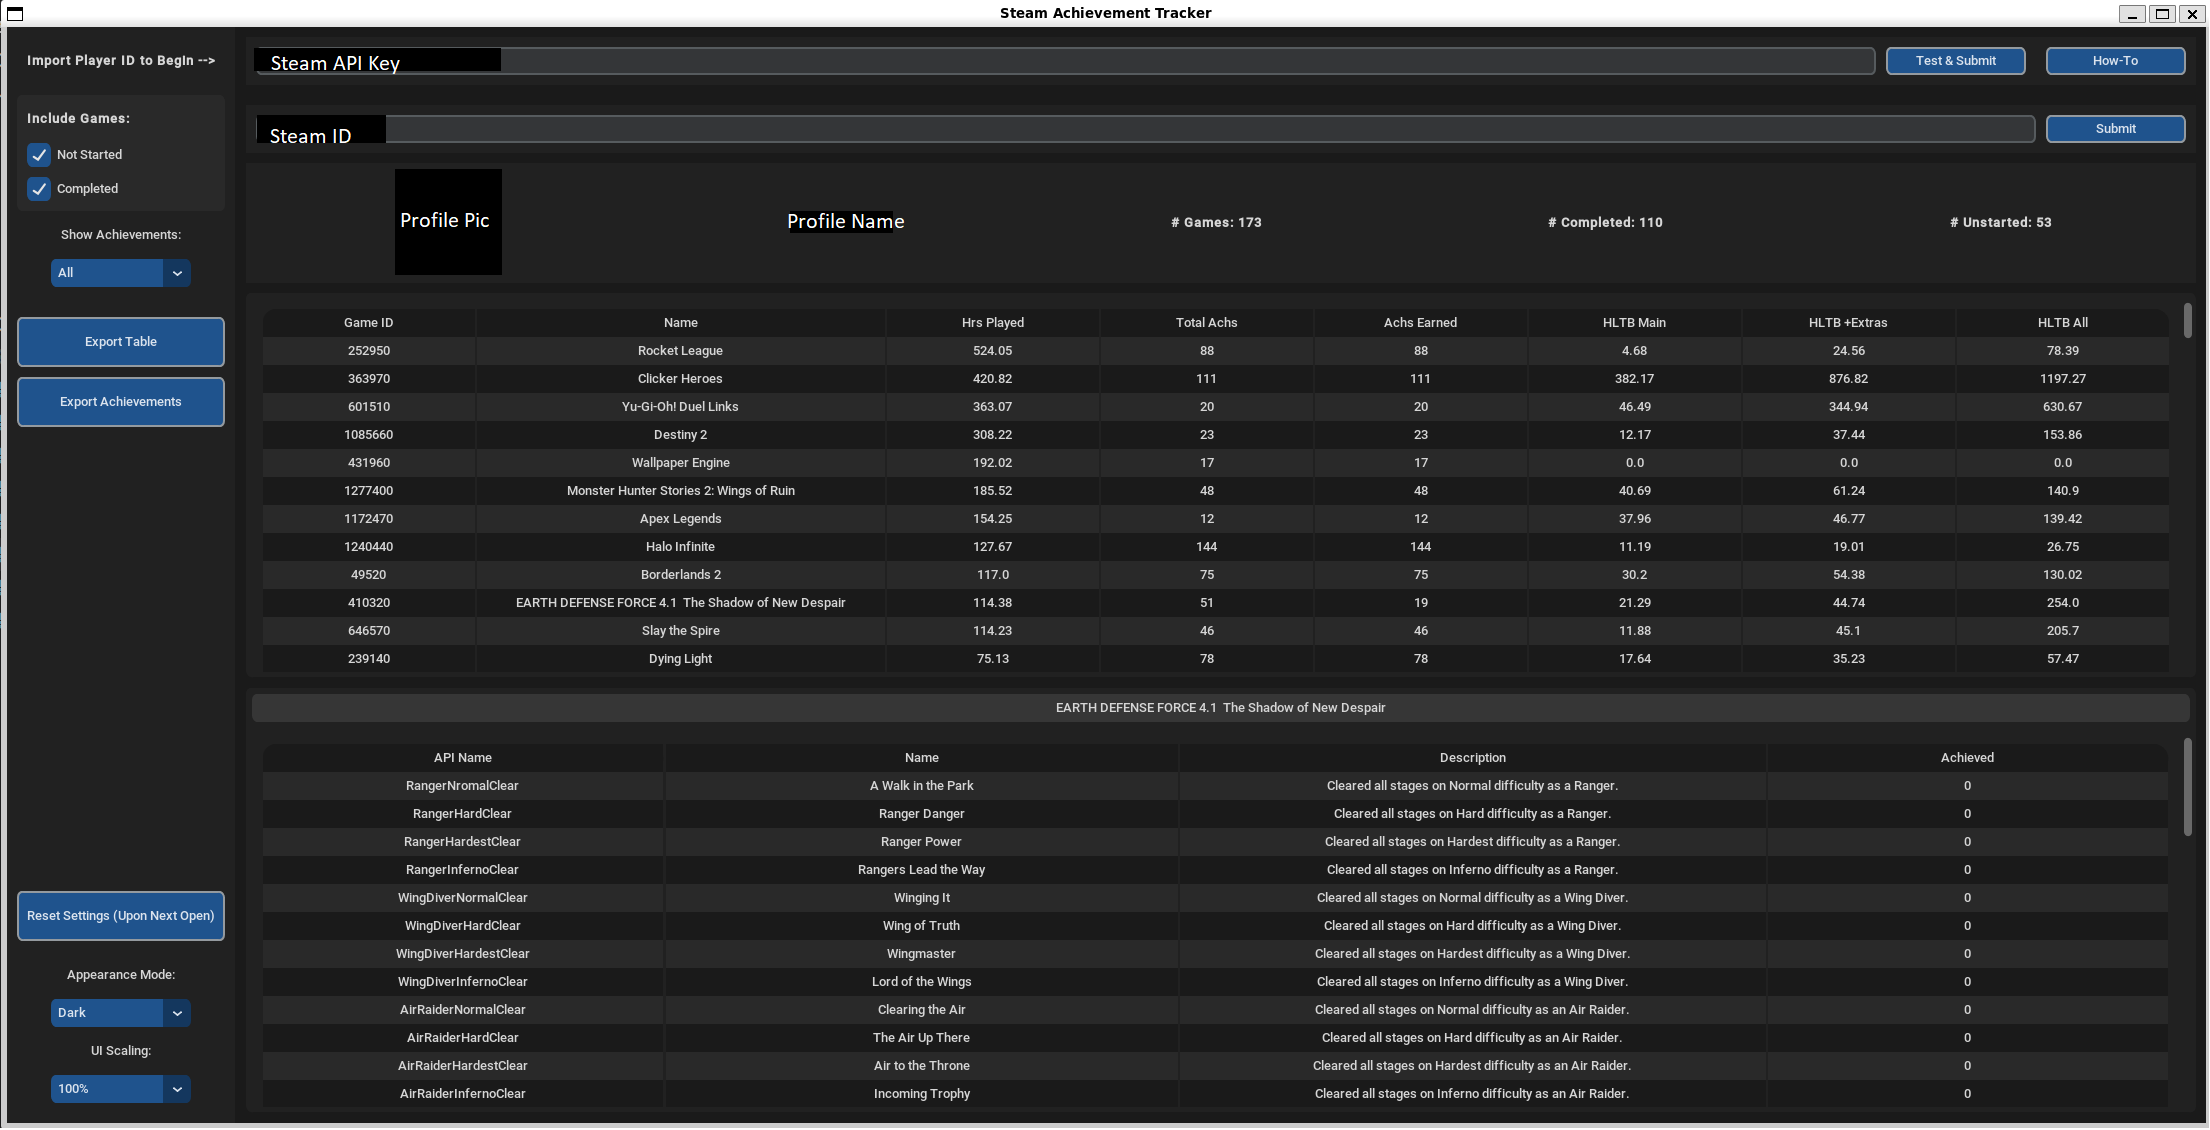 Steam Achievement Tracker
Import Player ID to Begin -->
Steam API Key
Test & Submit
How-To
Include Games:
Not Started
Completed
Steam ID
Submit
Show Achievements:
All
Profile Pic
Profile Name
# Games: 173
# Completed: 110
# Unstarted: 53
Export Table
Export Achievements
Game ID Name Hrs Played Total Achs Achs Earned HLTB Main HLTB +Extras HLTB All
252950 Rocket League 524.05 88 88 4.68 24.56 78.39
363970 Clicker Heroes 420.82 111 111 382.17 876.82 1197.27
601510 Yu-Gi-Oh! Duel Links 363.07 20 20 46.49 344.94 630.67
1085660 Destiny 2 308.22 23 23 12.17 37.44 153.86
431960 Wallpaper Engine 192.02 17 17 0.0 0.0 0.0
1277400 Monster Hunter Stories 2: Wings of Ruin 185.52 48 48 40.69 61.24 140.9
1172470 Apex Legends 154.25 12 12 37.96 46.77 139.42
1240440 Halo Infinite 127.67 144 144 11.19 19.01 26.75
49520 Borderlands 2 117.0 75 75 30.2 54.38 130.02
410320 EARTH DEFENSE FORCE 4.1 The Shadow of New Despair 114.38 51 19 21.29 44.74 254.0
646570 Slay the Spire 114.23 46 46 11.88 45.1 205.7
239140 Dying Light 75.13 78 78 17.64 35.23 57.47
EARTH DEFENSE FORCE 4.1 The Shadow of New Despair
API Name Name Description Achieved
RangerNromalClear A Walk in the Park Cleared all stages on Normal difficulty as a Ranger. 0
RangerHardClear Ranger Danger Cleared all stages on Hard difficulty as a Ranger. 0
RangerHardestClear Ranger Power Cleared all stages on Hardest difficulty as a Ranger. 0
RangerInfernoClear Rangers Lead the Way Cleared all stages on Inferno difficulty as a Ranger. 0
WingDiverNormalClear Winging It Cleared all stages on Normal difficulty as a Wing Diver. 0
WingDiverHardClear Wing of Truth Cleared all stages on Hard difficulty as a Wing Diver. 0
WingDiverHardestClear Wingmaster Cleared all stages on Hardest difficulty as a Wing Diver. 0
WingDiverInfernoClear Lord of the Wings Cleared all stages on Inferno difficulty as a Wing Diver. 0
AirRaiderNormalClear Clearing the Air Cleared all stages on Normal difficulty as an Air Raider. 0
AirRaiderHardClear The Air Up There Cleared all stages on Hard difficulty as an Air Raider. 0
AirRaiderHardestClear Air to the Throne Cleared all stages on Hardest difficulty as an Air Raider. 0
AirRaiderInfernoClear Incoming Trophy Cleared all stages on Inferno difficulty as an Air Raider. 0
Reset Settings (Upon Next Open)
Appearance Mode:
Dark
UI Scaling:
100%